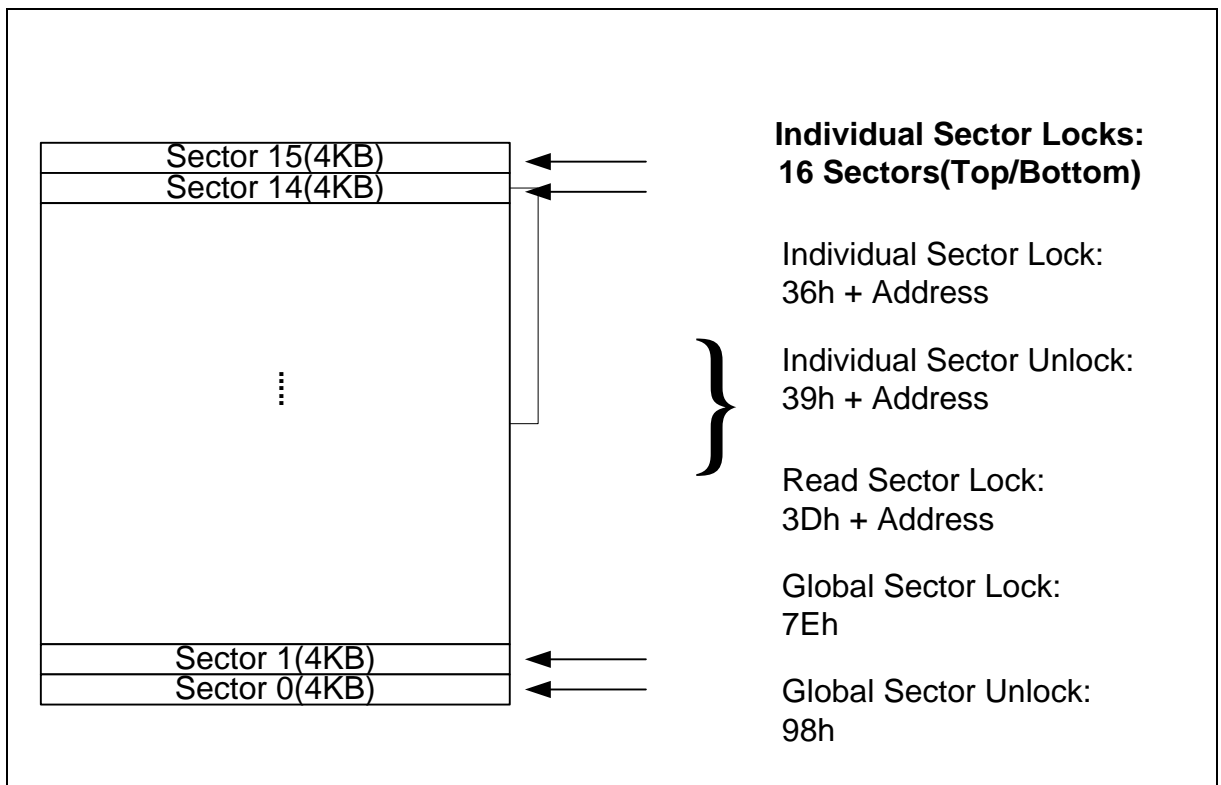 Sector 15(4KB)
Sector 14(4KB)
Sector 1(4KB)
Sector 0(4KB)
Individual Sector Locks:
16 Sectors(Top/Bottom)
Individual Sector Lock:
36h + Address
Individual Sector Unlock:
39h + Address
Read Sector Lock:
3Dh + Address
Global Sector Lock:
7Eh
Global Sector Unlock:
98h